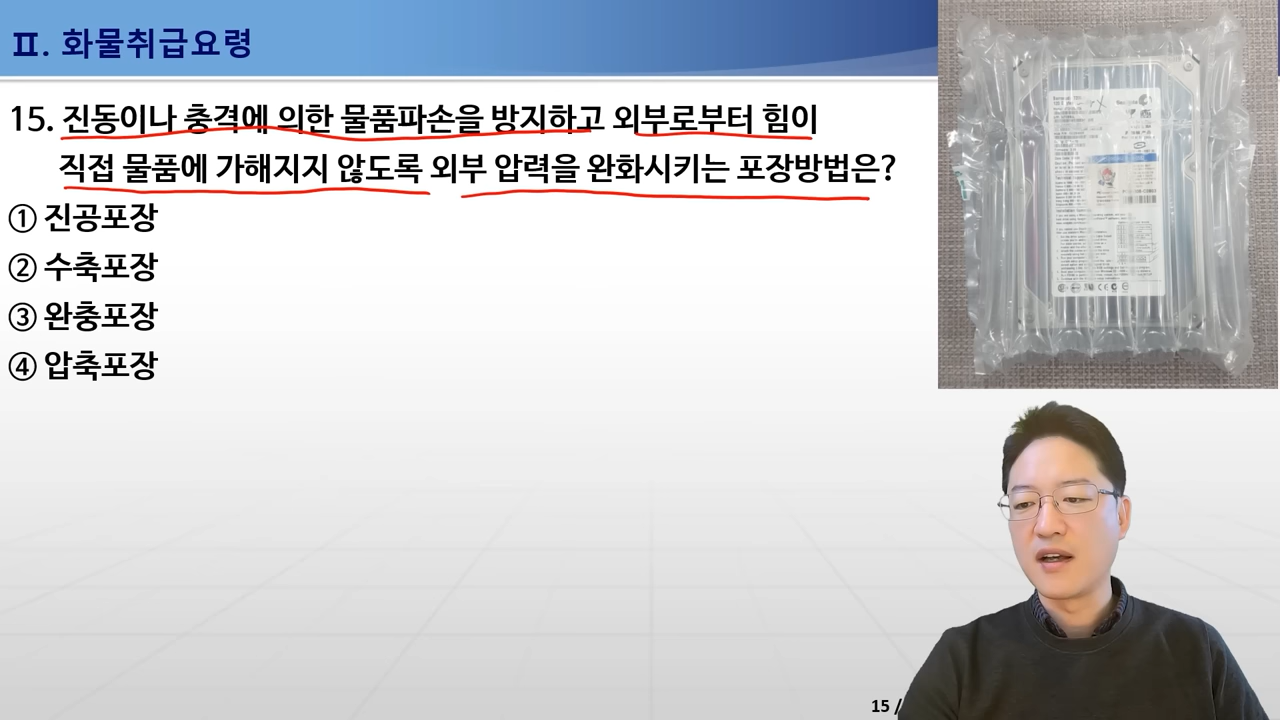 Ⅱ. 화물취급요령
15. 진동이나 충격에 의한 물품파손을 방지하고 외부로부터 힘이
직접 물품에 가해지지 않도록 외부 압력을 완화시키는 포장방법은?
① 진공포장
② 수축포장
③ 완충포장
④ 압축포장
15 /